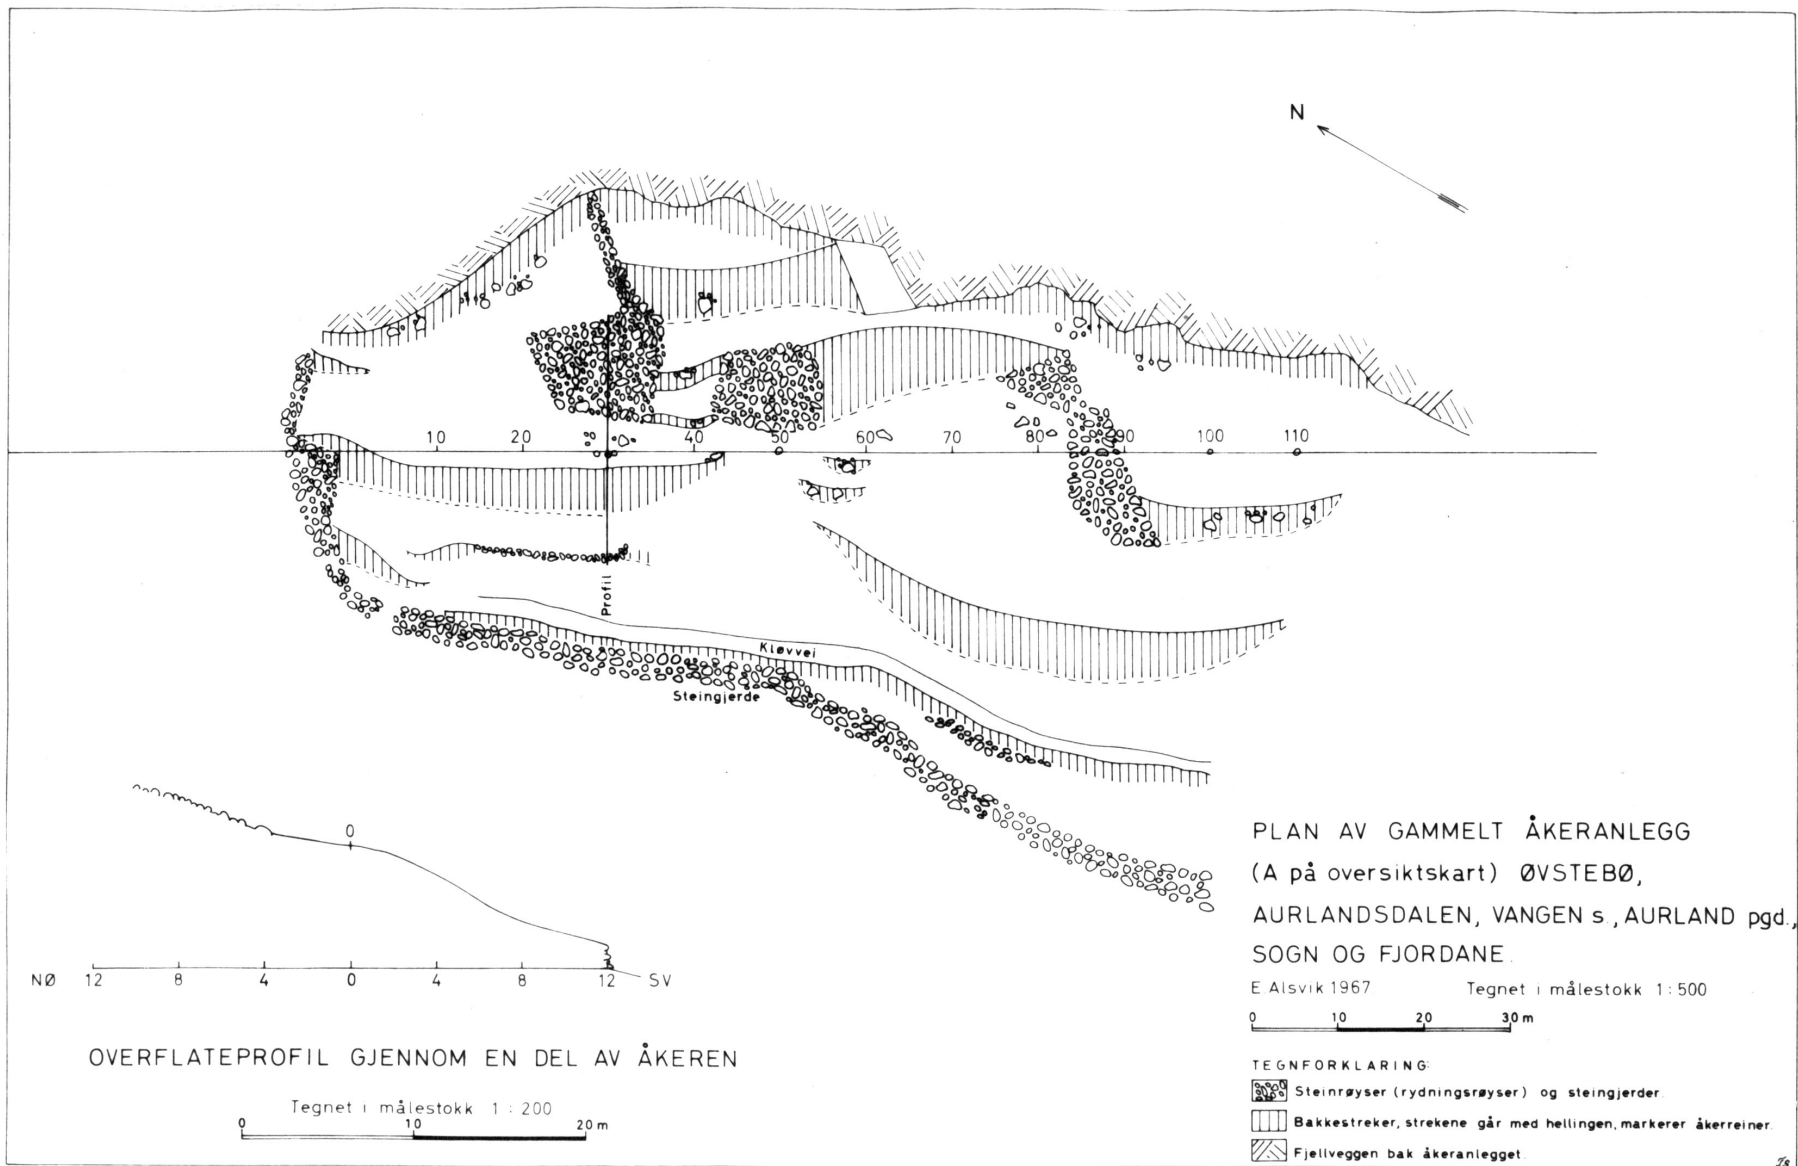 N
10 20 40 50 60 70 80 90 100 110
Profil
Kløvvei
Steingjerde
0
NØ 12 8 4 0 4 8 12 SV
OVERFLATEPROFIL GJENNOM EN DEL AV ÅKEREN
Tegnet i målestokk 1:200
0 10 20 m
PLAN AV GAMMELT ÅKERANLEGG
(A på oversiktskart) ØVSTEBØ,
AURLANDSDALEN, VANGEN s., AURLAND pgd.,
SOGN OG FJORDANE.
E. Alsvik 1967 Tegnet i målestokk 1:500
0 10 20 30 m
TEGNFORKLARING:
Steinrøyser (rydningsrøyser) og steingjerder.
Bakkestreker, strekene går med hellingen, markerer åkerreiner.
Fjellveggen bak åkeranlegget.